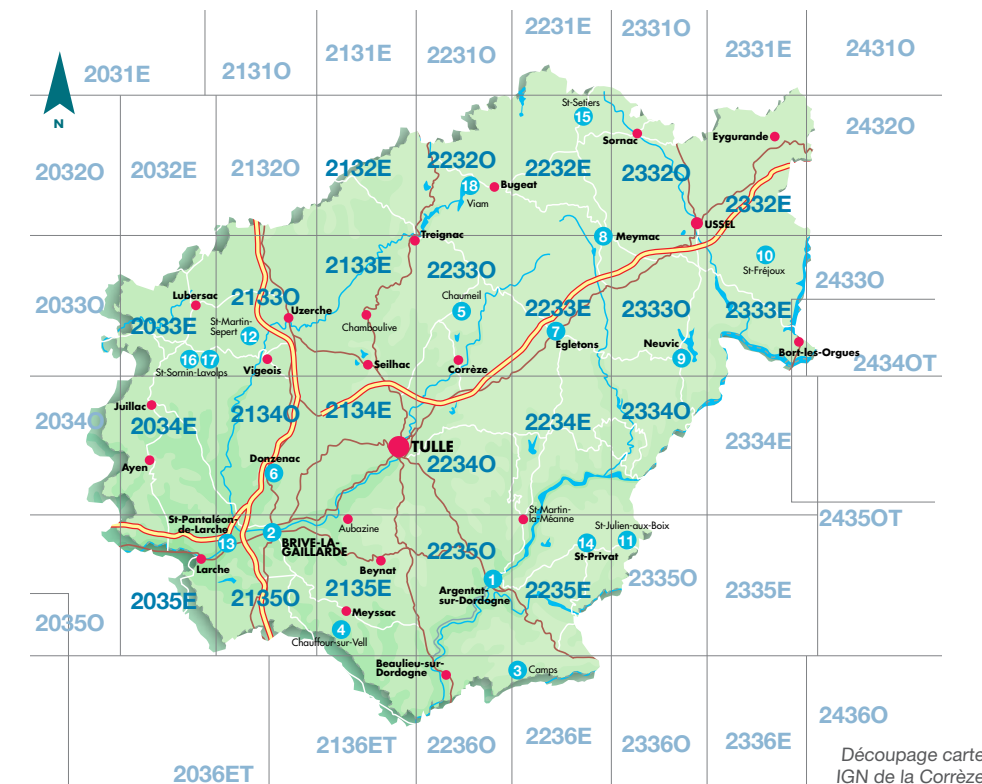 2231E
2331O
2131E
2231O
2331E
2431O
2031E
2131O
St-Setiers
15
N
Sornac
Eygurande
2432O
2032O
2032E
2132O
2132E
2232O
2232E
2332O
18
Bugeat
Viam
2332E
USSEL
Treignac
8 Meymac
10
St-Fréjoux
2133E
2233O
2433O
Lubersac
2033O
2133O
Chaumeil
5
Uzerche
2033E
St-Martin-
Sepert
12
Chamboulive
2233E
2333O
2333E
7
Egletons
Neuvic
9
Bort-les-Orgues
16 17
St-Sornin-Lavolps
Vigeois
Seilhac
Corrèze
2434OT
Juillac
2034O
2034E
2134O
2134E
2234E
2334O
2334E
TULLE
Donzenac
6
Ayen
2234O
St-Pantaléon-
de-Larche
13
2
BRIVE-LA-
GAILLARDE
Aubazine
St-Martin-
la-Méanne
St-Julien-aux-Boix
11
14
St-Privat
2435OT
Larche
Beynat
2235O
1
Argentat-
sur-Dordogne
2335O
2035E
2135O
2135E
2235E
2335E
2035O
Meyssac
4
Chauffour-sur-Vell
Beaulieu-sur-
Dordogne
3 Camps
2136ET
2236O
2236E
2336O
2336E
2436O
2036ET
Découpage carte
IGN de la Corrèze